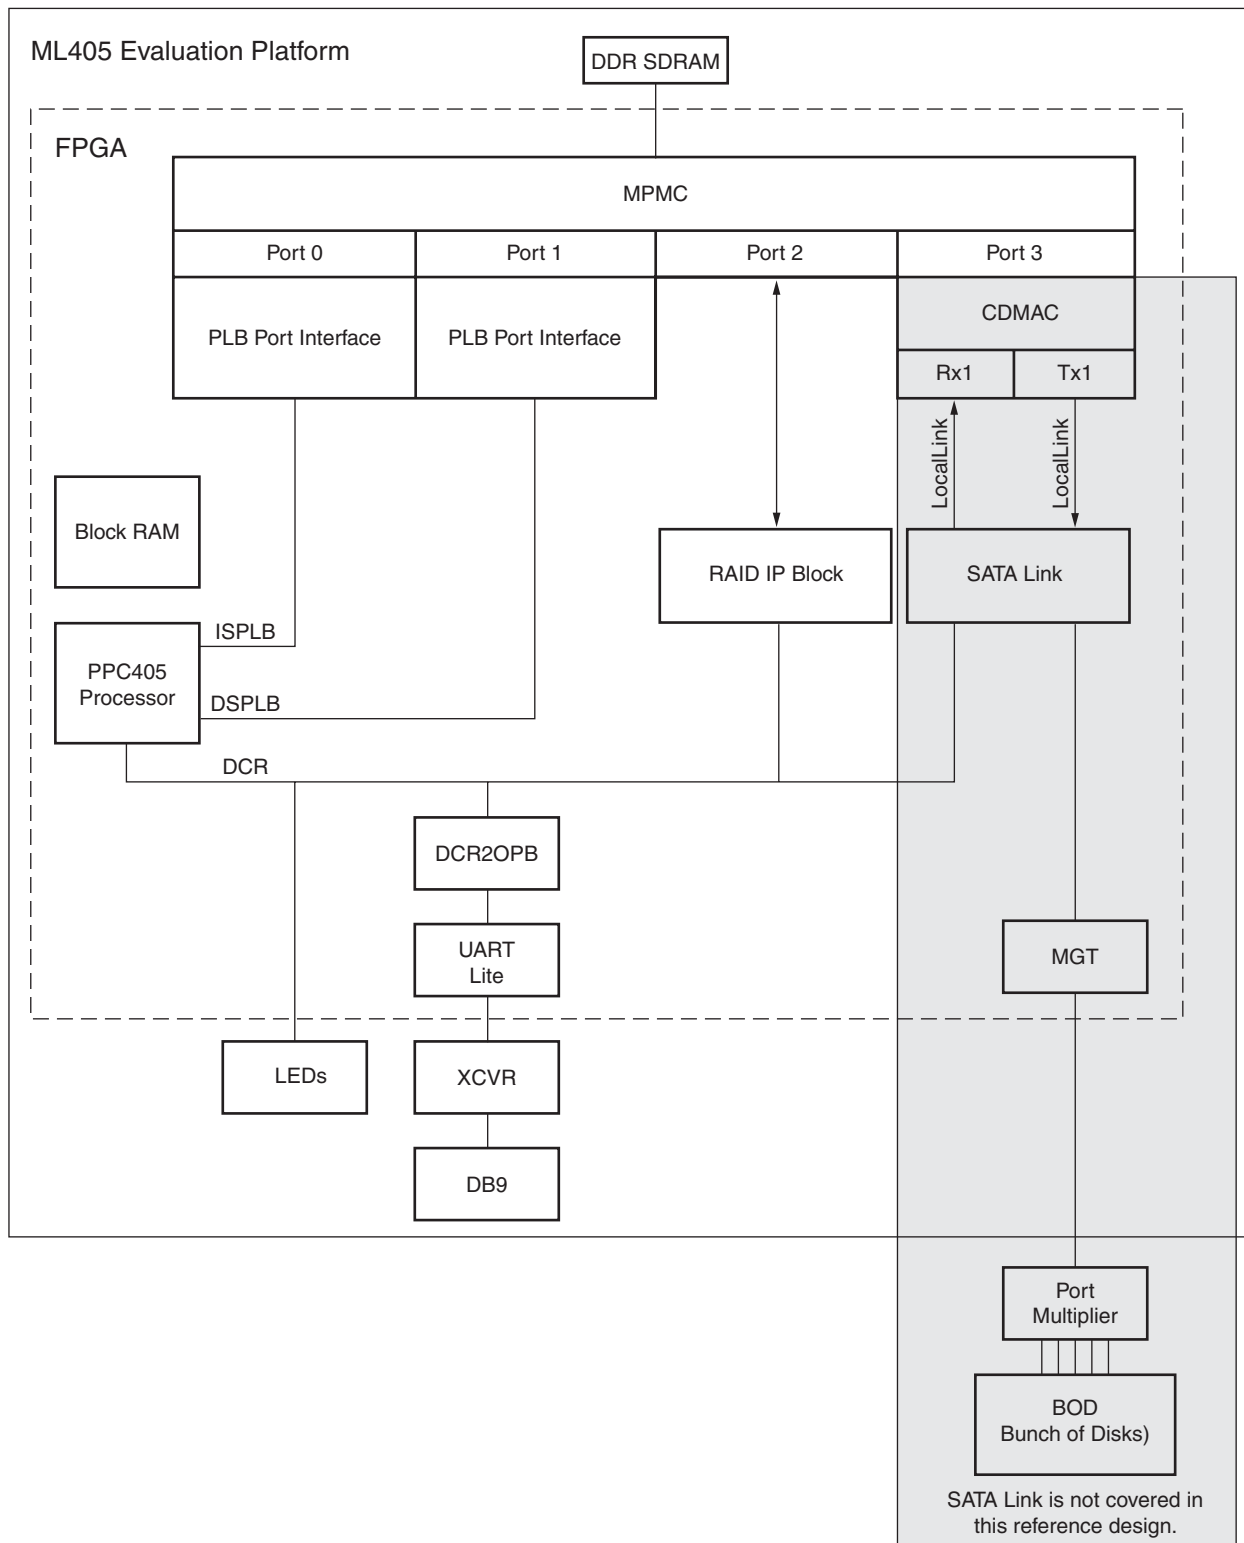 ML405 Evaluation Platform
DDR SDRAM
FPGA
MPMC
Port 0
Port 1
Port 2
Port 3
PLB Port Interface
PLB Port Interface
CDMAC
Rx1
Tx1
LocalLink
LocalLink
Block RAM
RAID IP Block
SATA Link
ISPLB
PPC405
Processor
DSPLB
DCR
DCR2OPB
UART
Lite
MGT
LEDs
XCVR
DB9
Port
Multiplier
BOD
Bunch of Disks)
SATA Link is not covered in
this reference design.